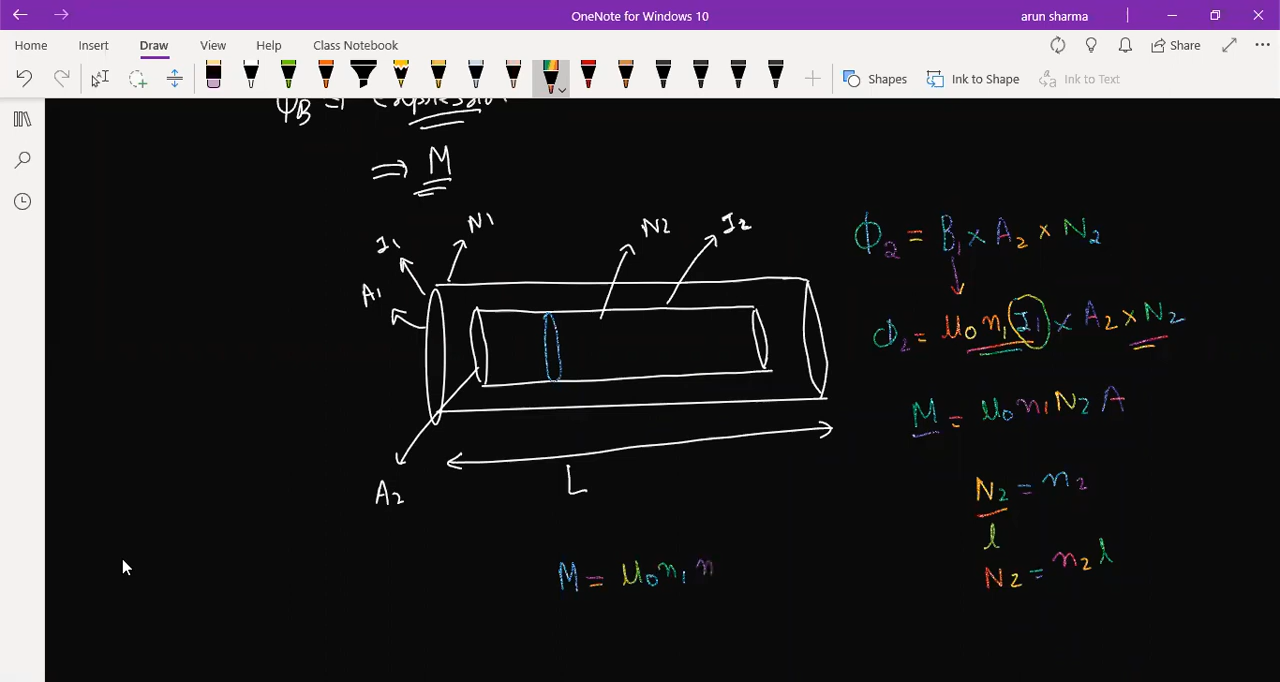 OneNote for Windows 10
arun sharma
Home Insert Draw View Help Class Notebook
Share
Shapes Ink to Shape Ink to Text
⇒ M
I1 N1 N2 I2
A1
A2
L
Φ2 = B1 × A2 × N2
Φ2 = μ0 n1 I1 × A2 × N2
M = μ0 n1 N2 A
N2 = n2
l
N2 = n2 l
M = μ0 n1 n